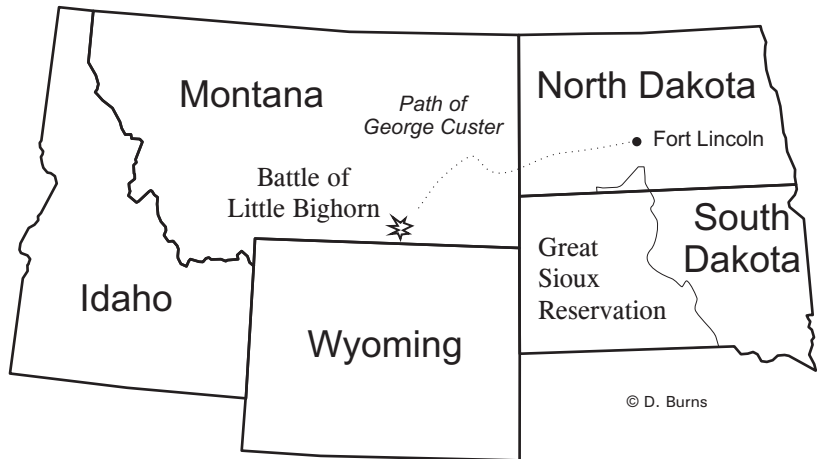 Montana
North Dakota
Path of
George Custer
Fort Lincoln
Battle of
Little Bighorn
South
Dakota
Great
Sioux
Reservation
Idaho
Wyoming
© D. Burns